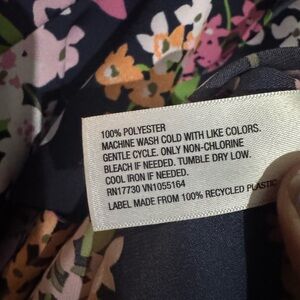 100% POLYESTER
MACHINE WASH COLD WITH LIKE COLORS.
GENTLE CYCLE. ONLY NON-CHLORINE
BLEACH IF NEEDED. TUMBLE DRY LOW.
COOL IRON IF NEEDED.
RN17730 VN1055164
LABEL MADE FROM 100% RECYCLED PLASTIC